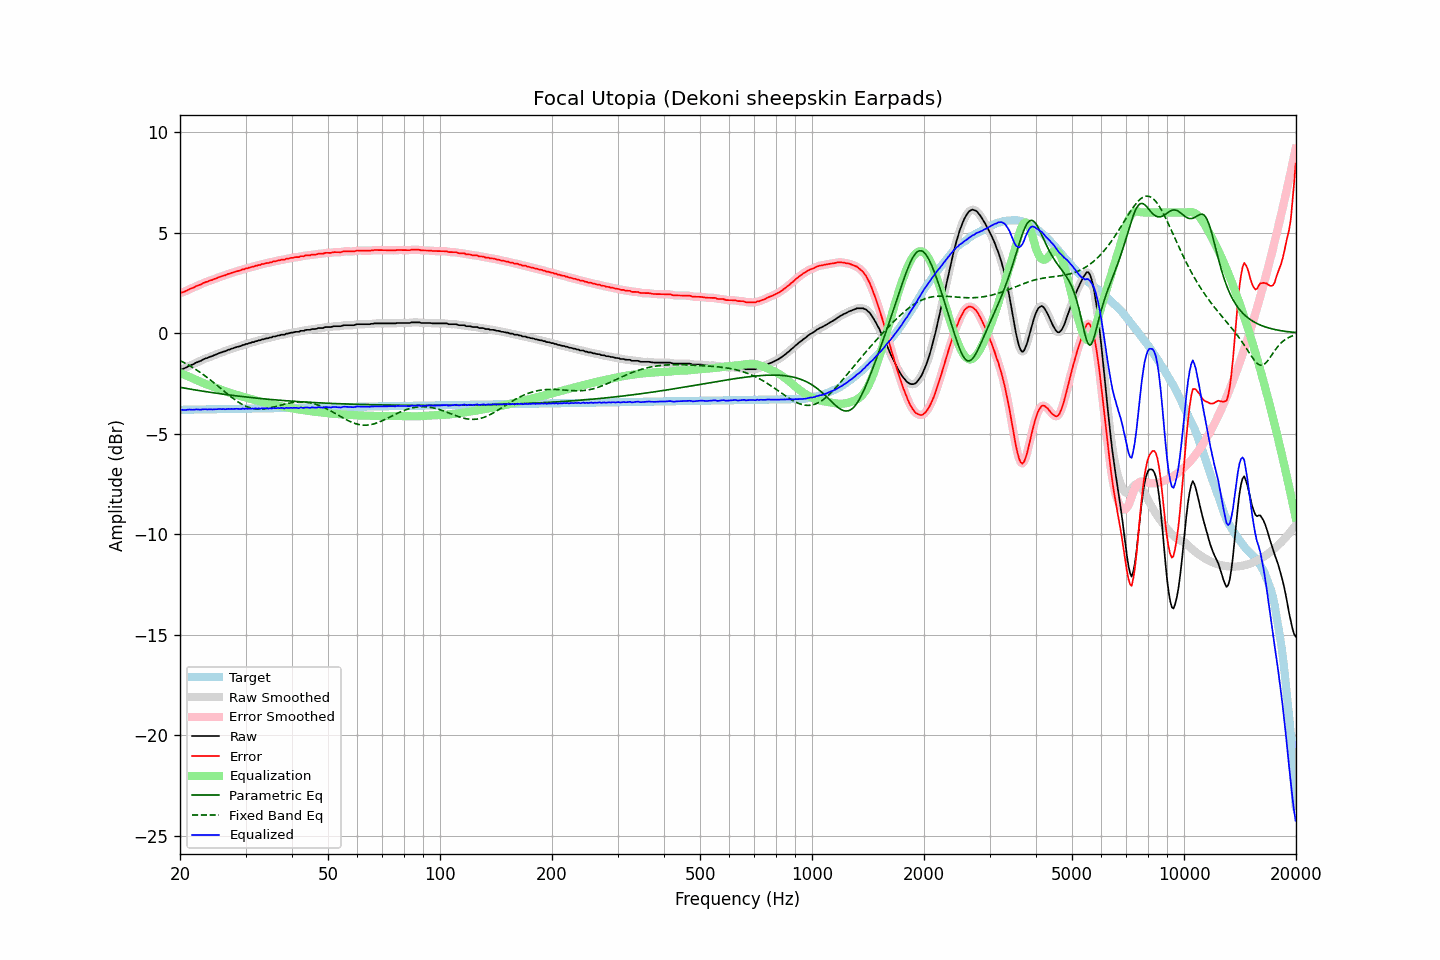 Focal Utopia (Dekoni sheepskin Earpads)
10
5
0
−5
−10
−15
−20
−25
Amplitude (dBr)
Target
Raw Smoothed
Error Smoothed
Raw
Error
Equalization
Parametric Eq
Fixed Band Eq
Equalized
20 50 100 200 500 1000 2000 5000 10000 20000
Frequency (Hz)